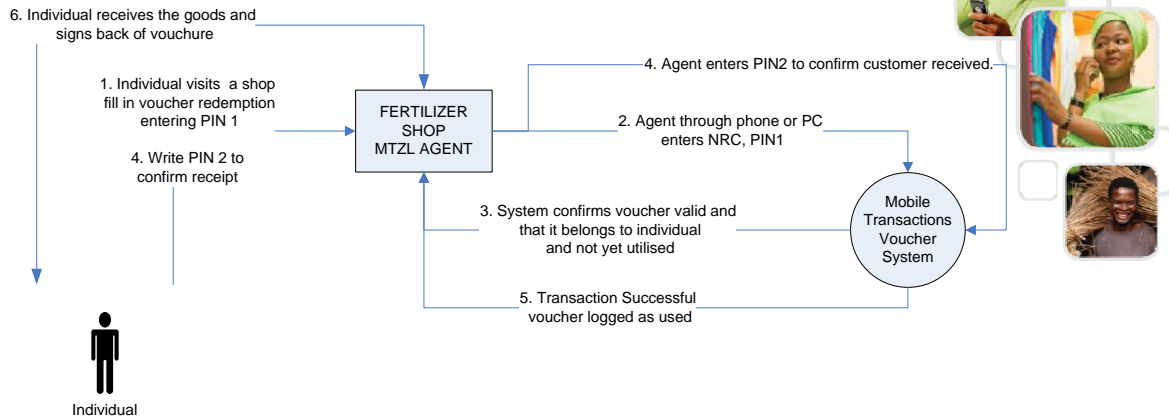 6. Individual receives the goods and
signs back of vouchure
1. Individual visits a shop
fill in voucher redemption
entering PIN 1
4. Write PIN 2 to
confirm receipt
FERTILIZER
SHOP
MTZL AGENT
4. Agent enters PIN2 to confirm customer received.
2. Agent through phone or PC
enters NRC, PIN1
3. System confirms voucher valid and
that it belongs to individual
and not yet utilised
Mobile
Transactions
Voucher
System
5. Transaction Successful
voucher logged as used
Individual